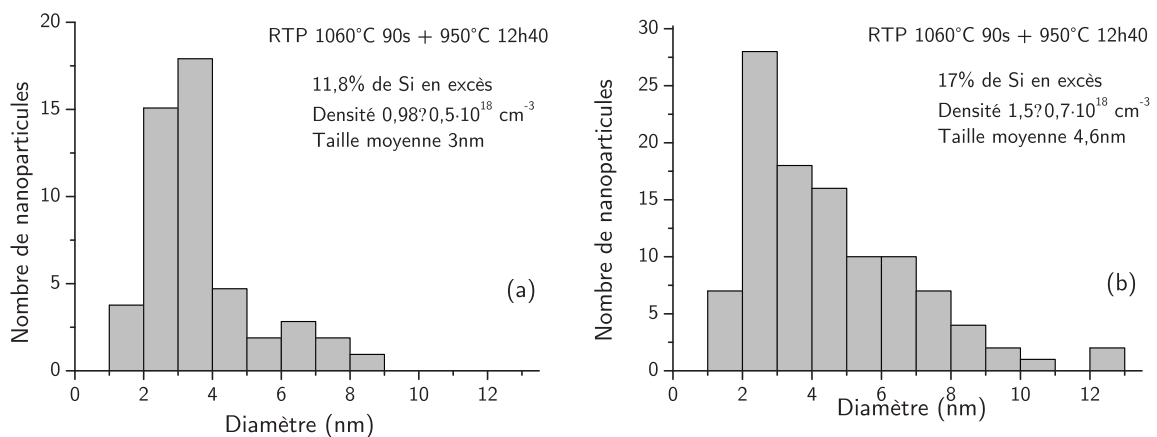 20
15
10
5
0
0 2 4 6 8 10 12
Nombre de nanoparticules
Diamètre (nm)
RTP 1060°C 90s + 950°C 12h40
11,8% de Si en excès
Densité 0,98?0,5·10¹⁸ cm⁻³
Taille moyenne 3nm
(a)
30
25
20
15
10
5
0
0 2 4 6 8 10 12
Nombre de nanoparticules
Diamètre (nm)
RTP 1060°C 90s + 950°C 12h40
17% de Si en excès
Densité 1,5?0,7·10¹⁸ cm⁻³
Taille moyenne 4,6nm
(b)